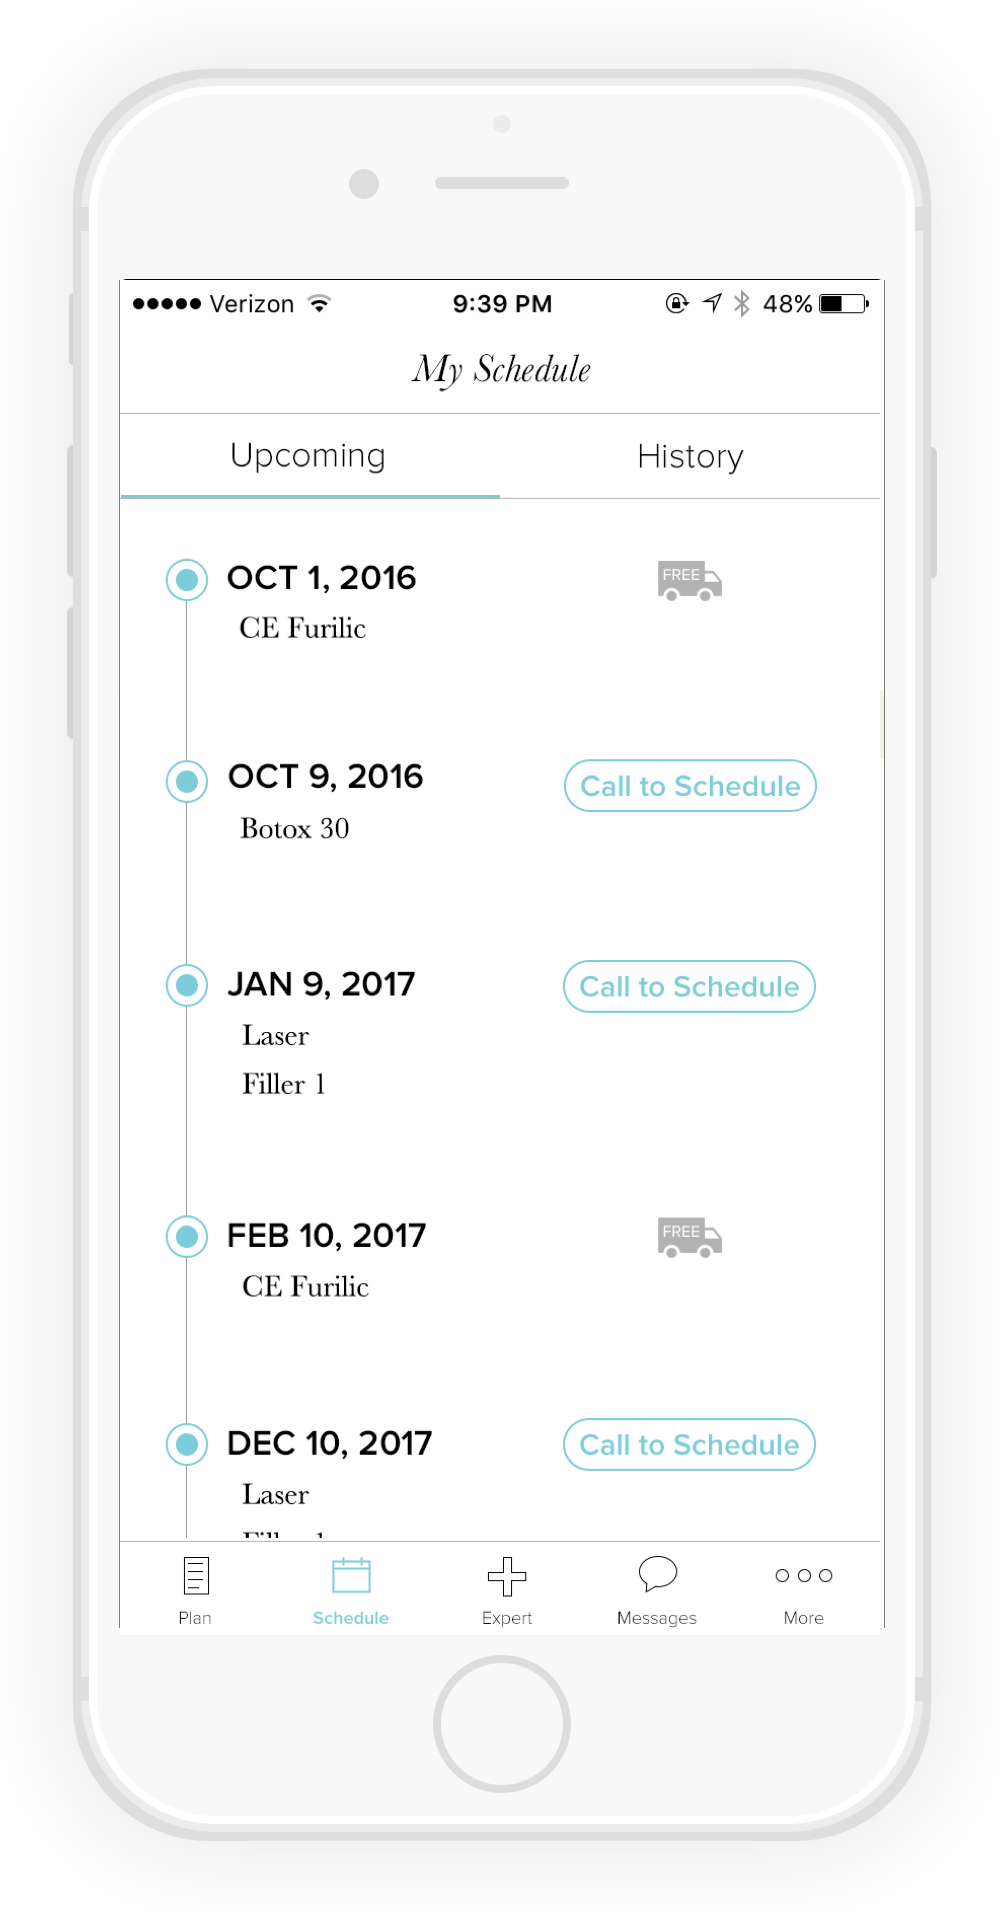 Verizon 9:39 PM 48%
My Schedule
Upcoming History
OCT 1, 2016 FREE
CE Furilic
OCT 9, 2016 Call to Schedule
Botox 30
JAN 9, 2017 Call to Schedule
Laser
Filler 1
FEB 10, 2017 FREE
CE Furilic
DEC 10, 2017 Call to Schedule
Laser
Plan Schedule Expert Messages More